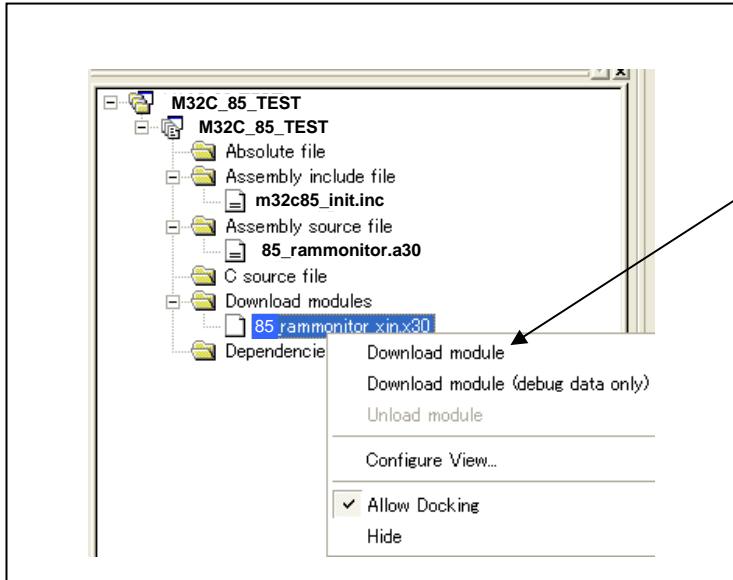 M32C_85_TEST
M32C_85_TEST
Absolute file
Assembly include file
m32c85_init.inc
Assembly source file
85_rammonitor.a30
C source file
Download modules
85_rammonitor_xin.x30
Dependencie
Download module
Download module (debug data only)
Unload module
Configure View...
Allow Docking
Hide